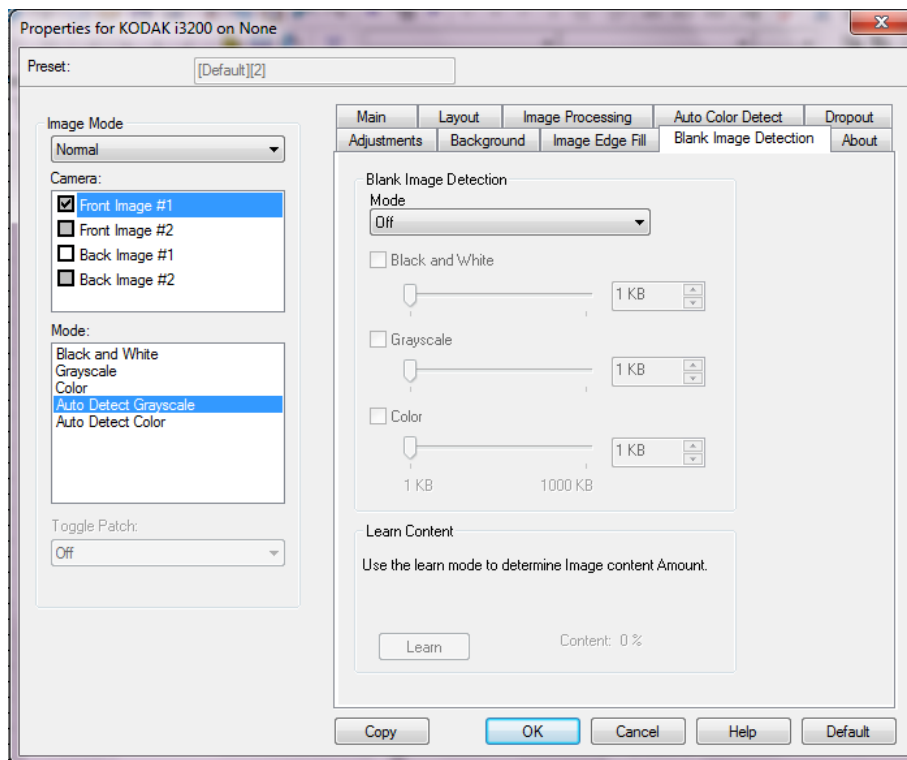 Properties for KODAK i3200 on None
Preset:
[Default][2]
Image Mode
Normal
Camera:
Front Image #1
Front Image #2
Back Image #1
Back Image #2
Mode:
Black and White
Grayscale
Color
Auto Detect Grayscale
Auto Detect Color
Toggle Patch:
Off
Main Layout Image Processing Auto Color Detect Dropout
Adjustments Background Image Edge Fill Blank Image Detection About
Blank Image Detection
Mode
Off
Black and White
1 KB
Grayscale
1 KB
Color
1 KB
1 KB 1000 KB
Learn Content
Use the learn mode to determine Image content Amount.
Learn Content: 0 %
Copy OK Cancel Help Default